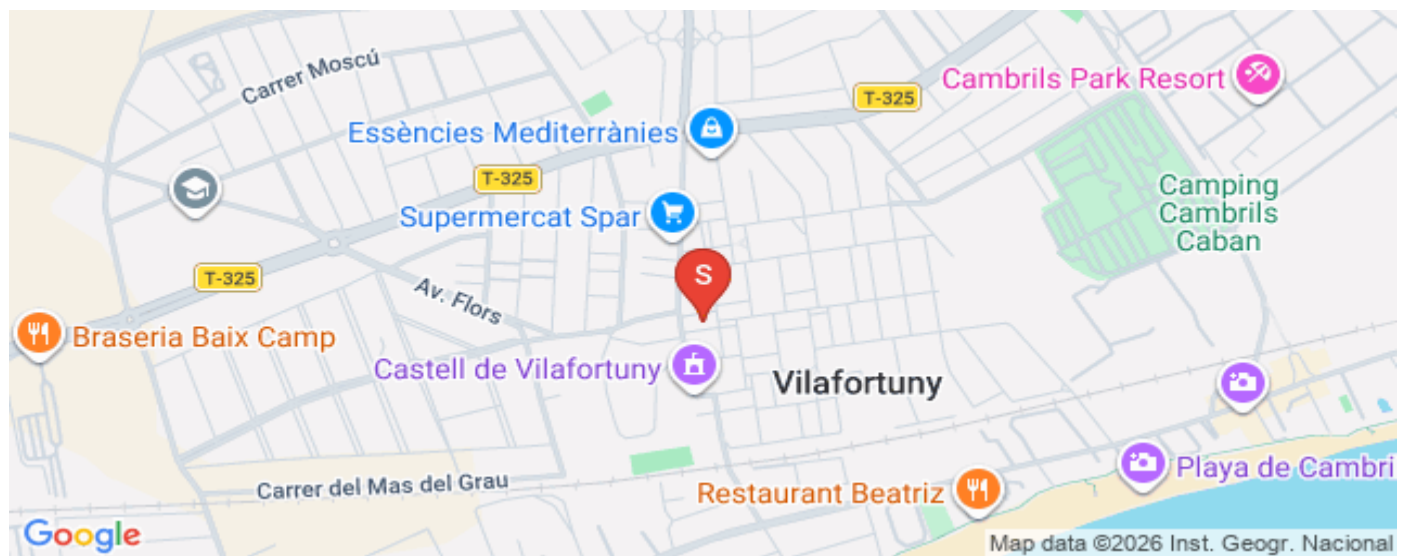 Carrer Moscú
Cambrils Park Resort
T-325
Essències Mediterrànies
T-325
Camping
Cambrils
Caban
Supermercat Spar
S
T-325
Av. Flors
Braseria Baix Camp
Castell de Vilafortuny
Vilafortuny
Playa de Cambri
Carrer del Mas del Grau
Restaurant Beatriz
Google
Map data ©2026 Inst. Geogr. Nacional